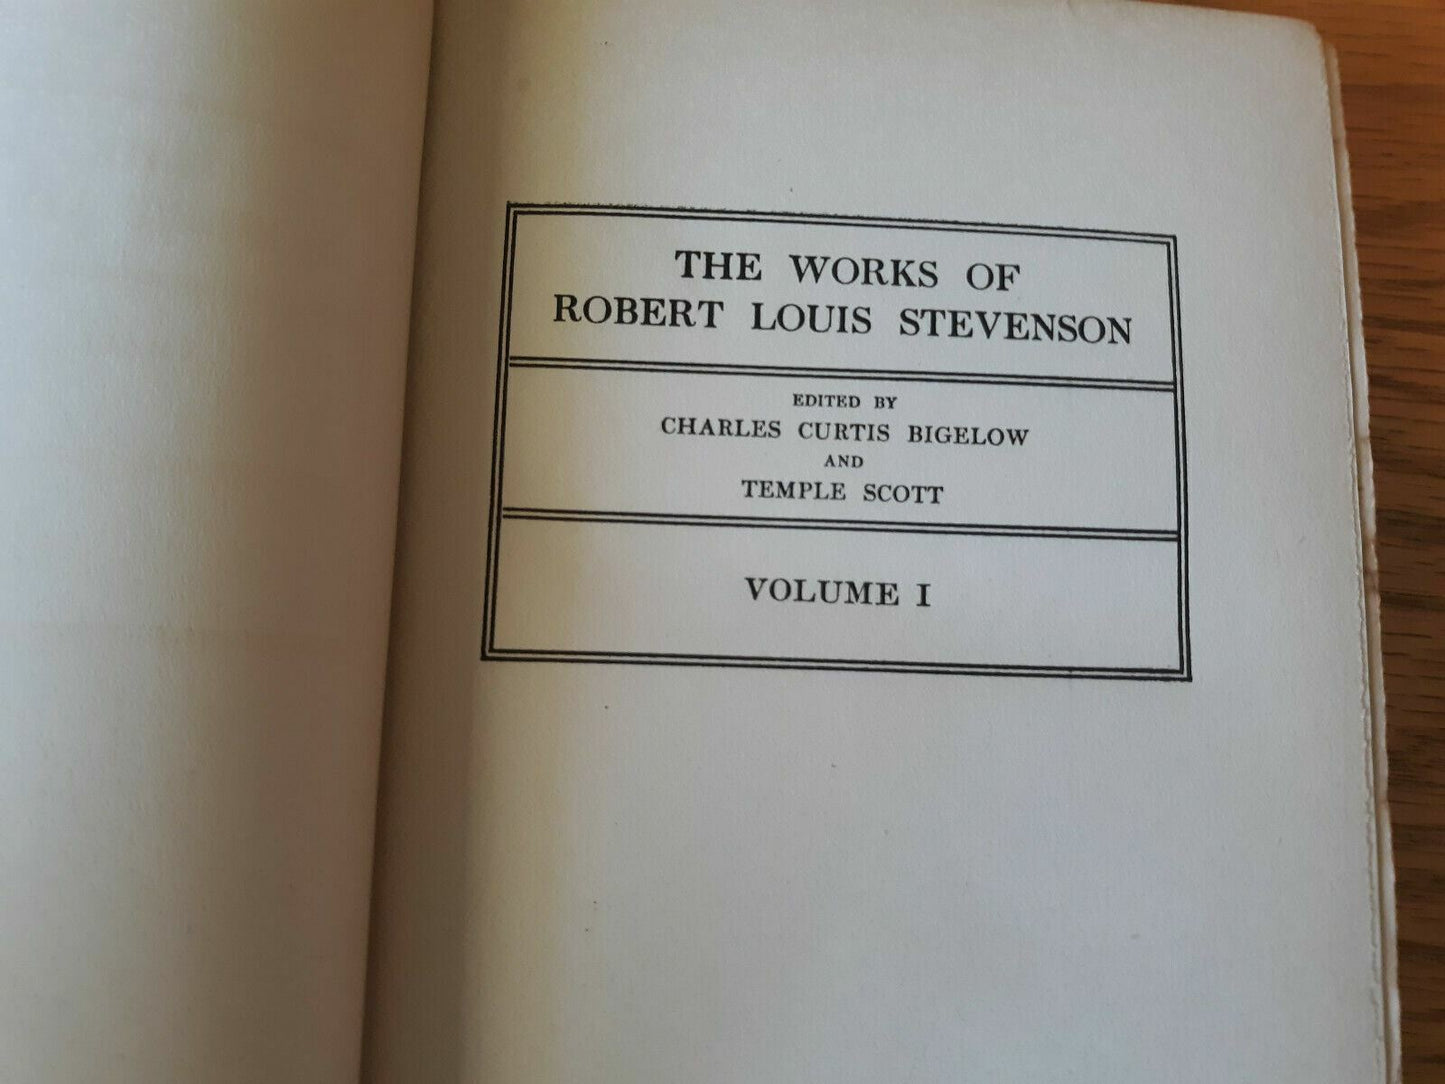 THE WORKS OF
ROBERT LOUIS STEVENSON
EDITED BY
CHARLES CURTIS BIGELOW
AND
TEMPLE SCOTT
VOLUME I